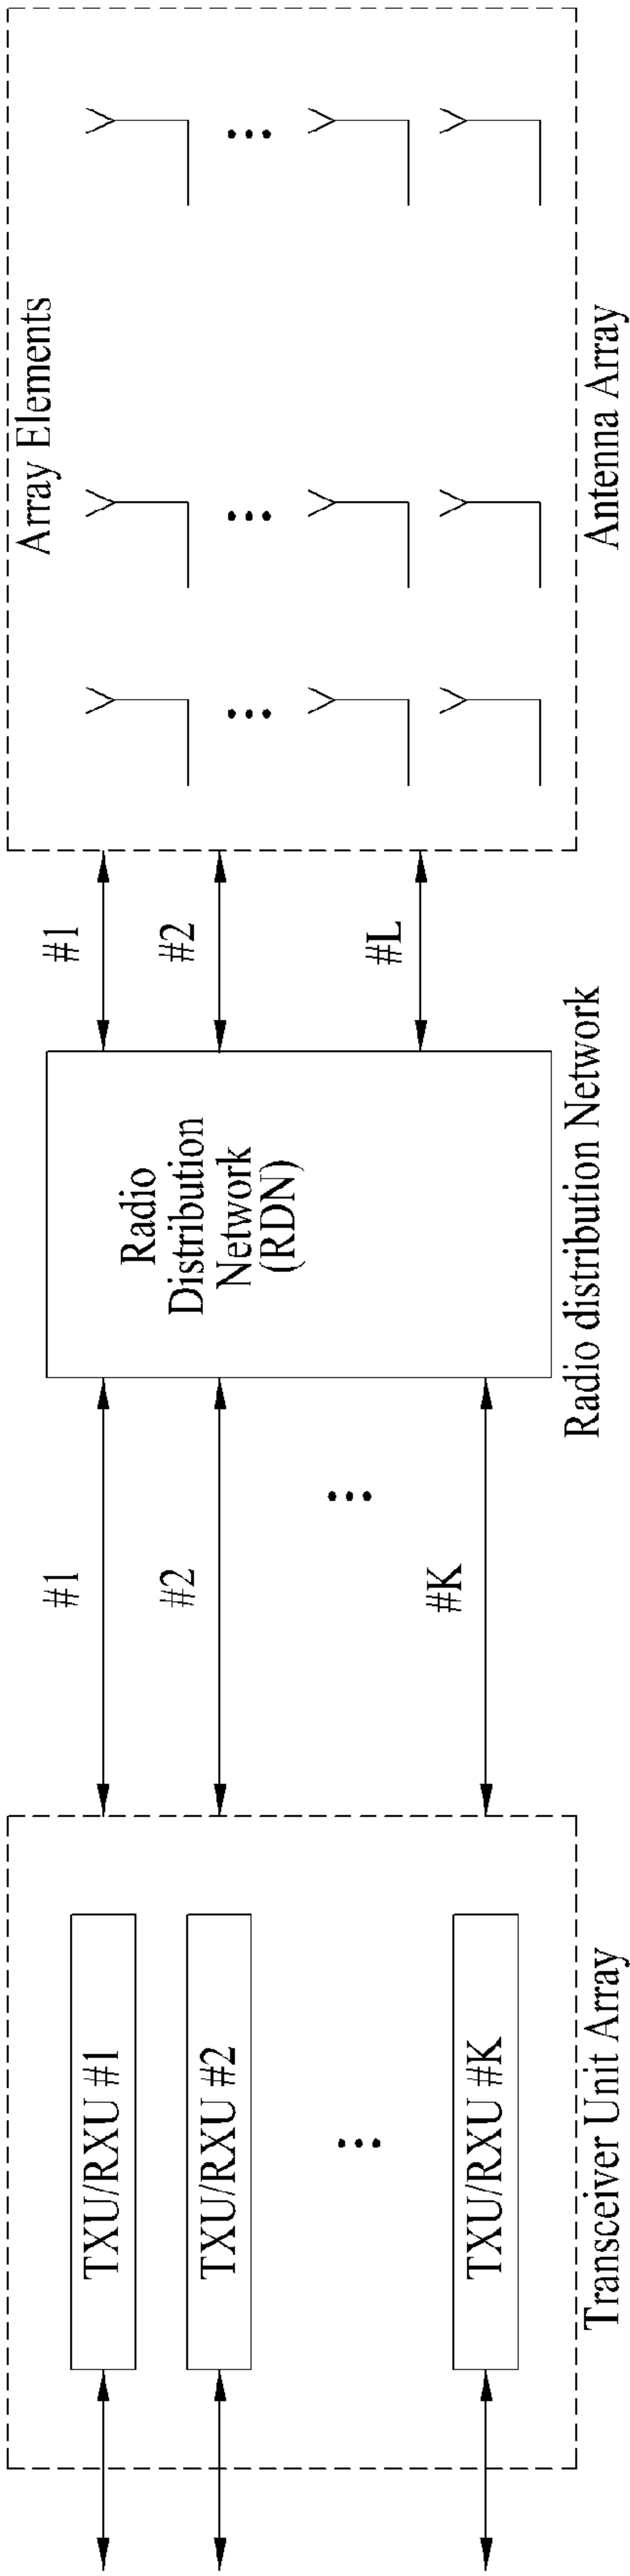 TXU/RXU #1
TXU/RXU #2
TXU/RXU #K
Transceiver Unit Array
#1
#2
#K
Radio
Distribution
Network
(RDN)
Radio distribution Network
#1
#2
#L
Array Elements
Antenna Array